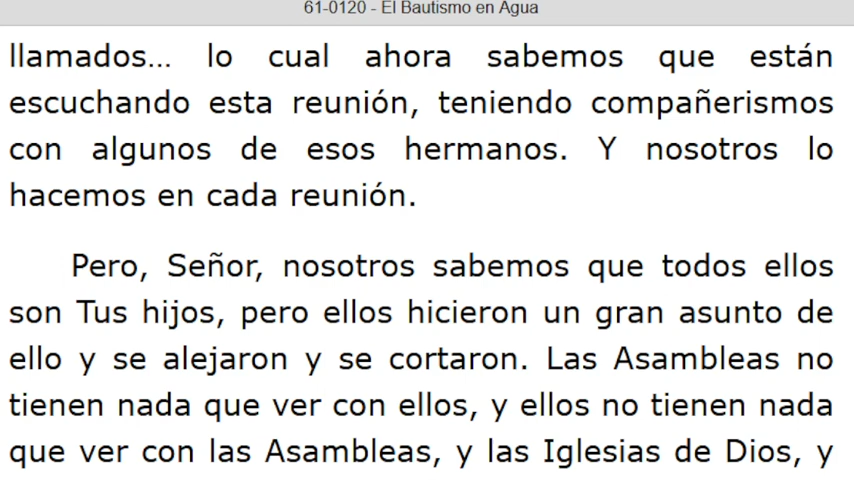 61-0120 - El Bautismo en Agua
llamados... lo cual ahora sabemos que están
escuchando esta reunión, teniendo compañerismos
con algunos de esos hermanos. Y nosotros lo
hacemos en cada reunión.
Pero, Señor, nosotros sabemos que todos ellos
son Tus hijos, pero ellos hicieron un gran asunto de
ello y se alejaron y se cortaron. Las Asambleas no
tienen nada que ver con ellos, y ellos no tienen nada
que ver con las Asambleas, y las Iglesias de Dios, y